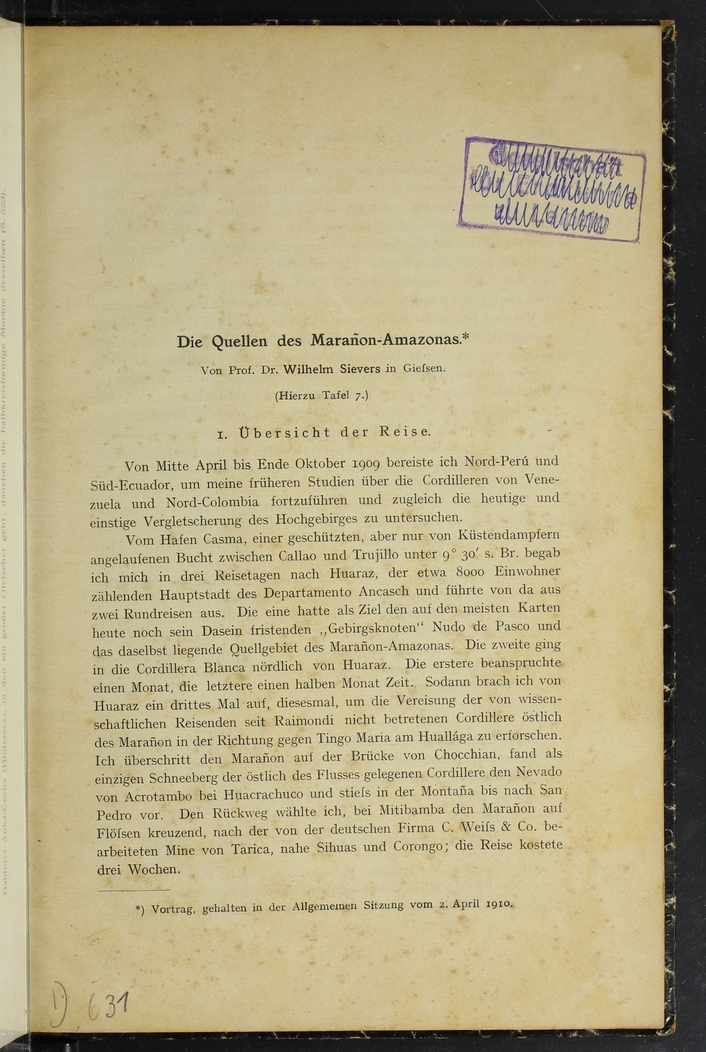 Die Quellen des Marañon-Amazonas.*
Von Prof. Dr. Wilhelm Sievers in Gieſsen.
(Hierzu Tafel 7.)
1. Übersicht der Reise.
Von Mitte April bis Ende Oktober 1909 bereiste ich Nord-Perú und
Süd-Ecuador, um meine früheren Studien über die Cordilleren von Vene-
zuela und Nord-Colombia fortzuführen und zugleich die heutige und
einstige Vergletscherung des Hochgebirges zu untersuchen.
Vom Hafen Casma, einer geschützten, aber nur von Küstendampfern
angelaufenen Bucht zwischen Callao und Trujillo unter 9° 30′ s. Br. begab
ich mich in drei Reisetagen nach Huaraz, der etwa 8000 Einwohner
zählenden Hauptstadt des Departamento Ancasch und führte von da aus
zwei Rundreisen aus. Die eine hatte als Ziel den auf den meisten Karten
heute noch sein Dasein fristenden „Gebirgsknoten“ Nudo de Pasco und
das daselbst liegende Quellgebiet des Marañon-Amazonas. Die zweite ging
in die Cordillera Blanca nördlich von Huaraz. Die erstere beanspruchte
einen Monat, die letztere einen halben Monat Zeit. Sodann brach ich von
Huaraz ein drittes Mal auf, diesesmal, um die Vereisung der von wissen-
schaftlichen Reisenden seit Raimondi nicht betretenen Cordillere östlich
des Marañon in der Richtung gegen Tingo Maria am Huallága zu erforschen.
Ich überschritt den Marañon auf der Brücke von Chocchian, fand als
einzigen Schneeberg der östlich des Flusses gelegenen Cordillere den Nevado
von Acrotambo bei Huacrachuco und stieſs in der Montaña bis nach San
Pedro vor. Den Rückweg wählte ich, bei Mitibamba den Marañon auf
Flöſsen kreuzend, nach der von der deutschen Firma C. Weiſs & Co. be-
arbeiteten Mine von Tarica, nahe Sihuas und Corongo; die Reise kostete
drei Wochen.
*) Vortrag, gehalten in der Allgemeinen Sitzung vom 2. April 1910.
631